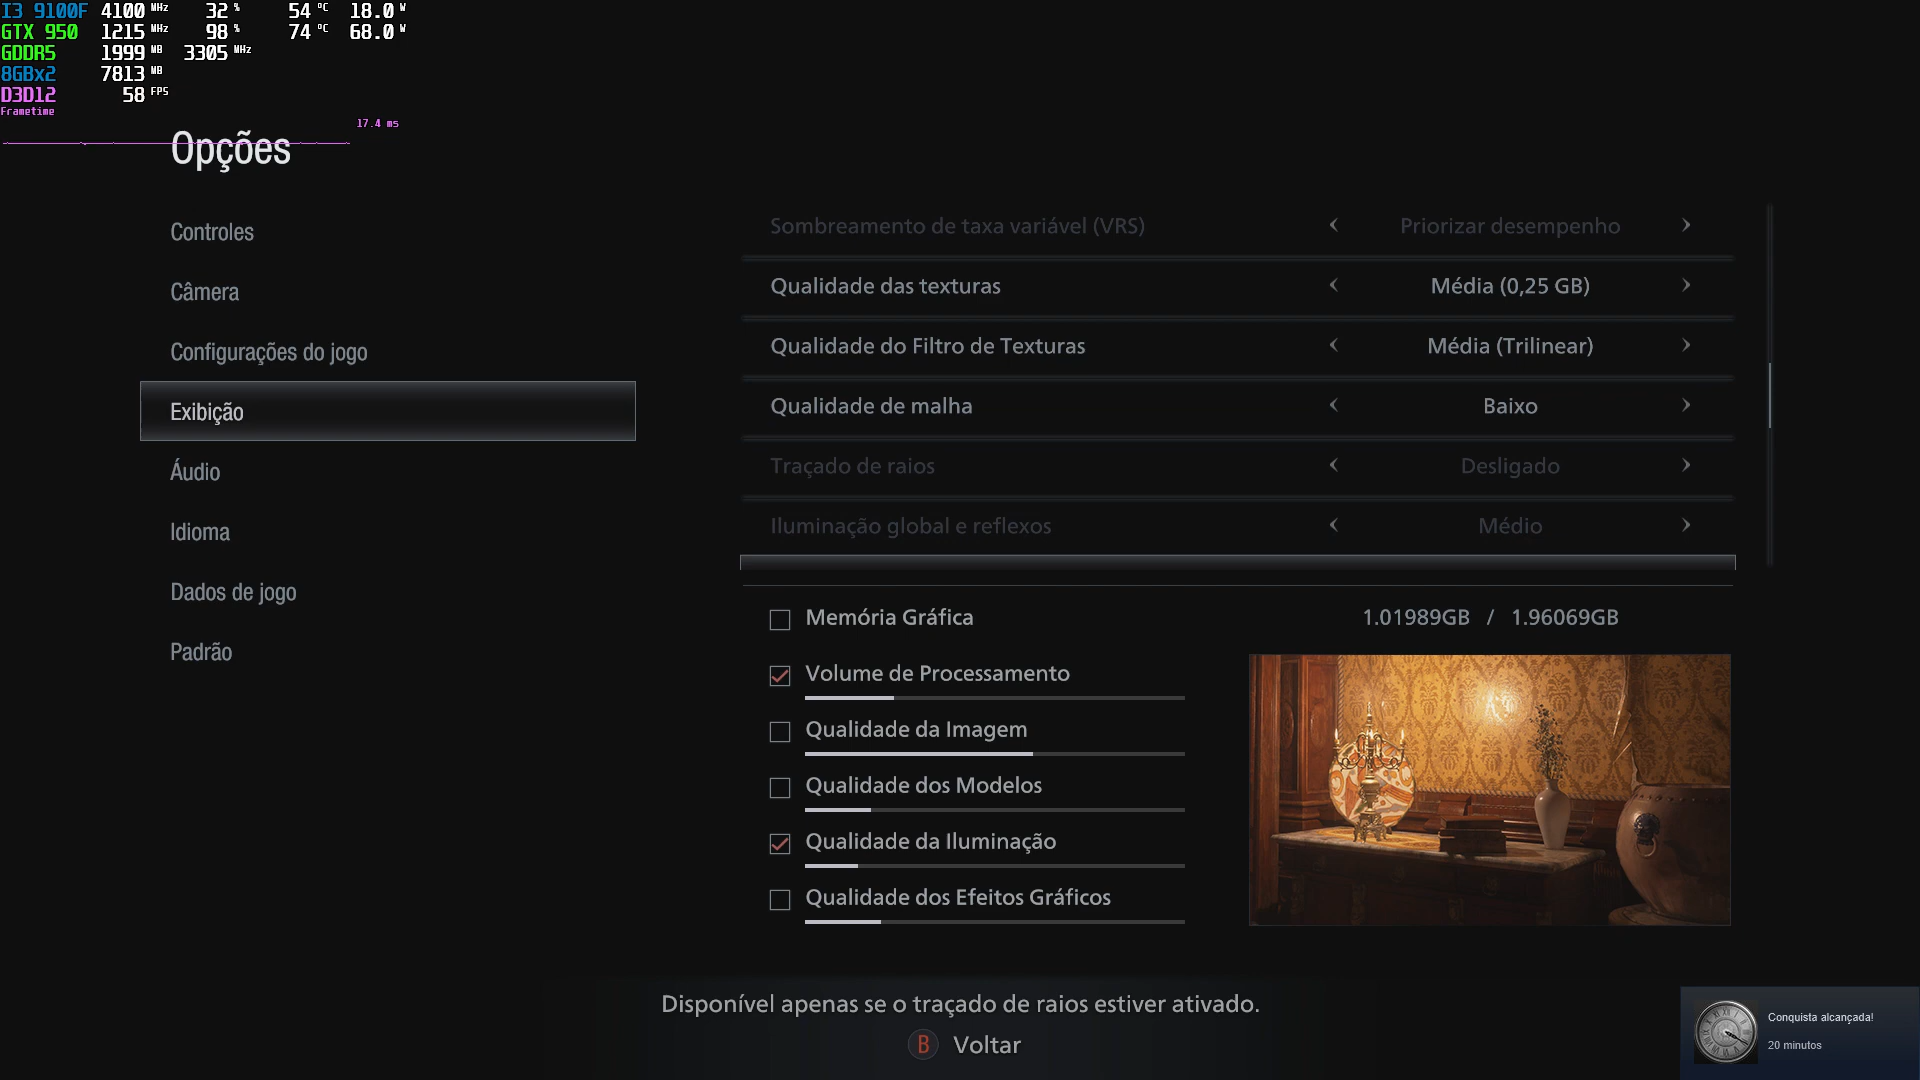 I3 9100F 4100 MHz 32 % 54 °C 18.0 W
GTX 950 1215 MHz 98 % 74 °C 68.0 W
GDDR5 1999 MB 3305 MHz
8GBx2 7813 MB
D3D12 58 FPS
Frametime
17.4 ms
Opções
Controles
Câmera
Configurações do jogo
Exibição
Áudio
Idioma
Dados de jogo
Padrão
Sombreamento de taxa variável (VRS) Priorizar desempenho
Qualidade das texturas Média (0,25 GB)
Qualidade do Filtro de Texturas Média (Trilinear)
Qualidade de malha Baixo
Traçado de raios Desligado
Iluminação global e reflexos Médio
Memória Gráfica 1.01989GB / 1.96069GB
Volume de Processamento
Qualidade da Imagem
Qualidade dos Modelos
Qualidade da Iluminação
Qualidade dos Efeitos Gráficos
Disponível apenas se o traçado de raios estiver ativado.
B Voltar
Conquista alcançada!
20 minutos